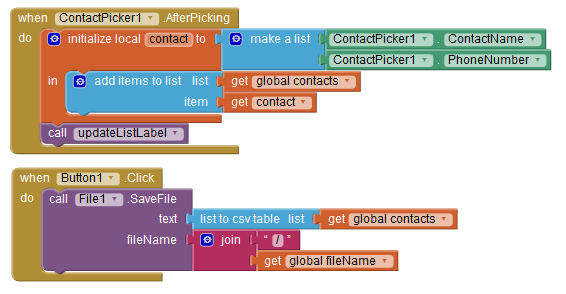 when ContactPicker1 .AfterPicking
do initialize local contact to make a list ContactPicker1 . ContactName
ContactPicker1 . PhoneNumber
in add items to list list get global contacts
item get contact
call updateListLabel
when Button1 .Click
do call File1 .SaveFile
text list to csv table list get global contacts
fileName join “ / ”
get global fileName